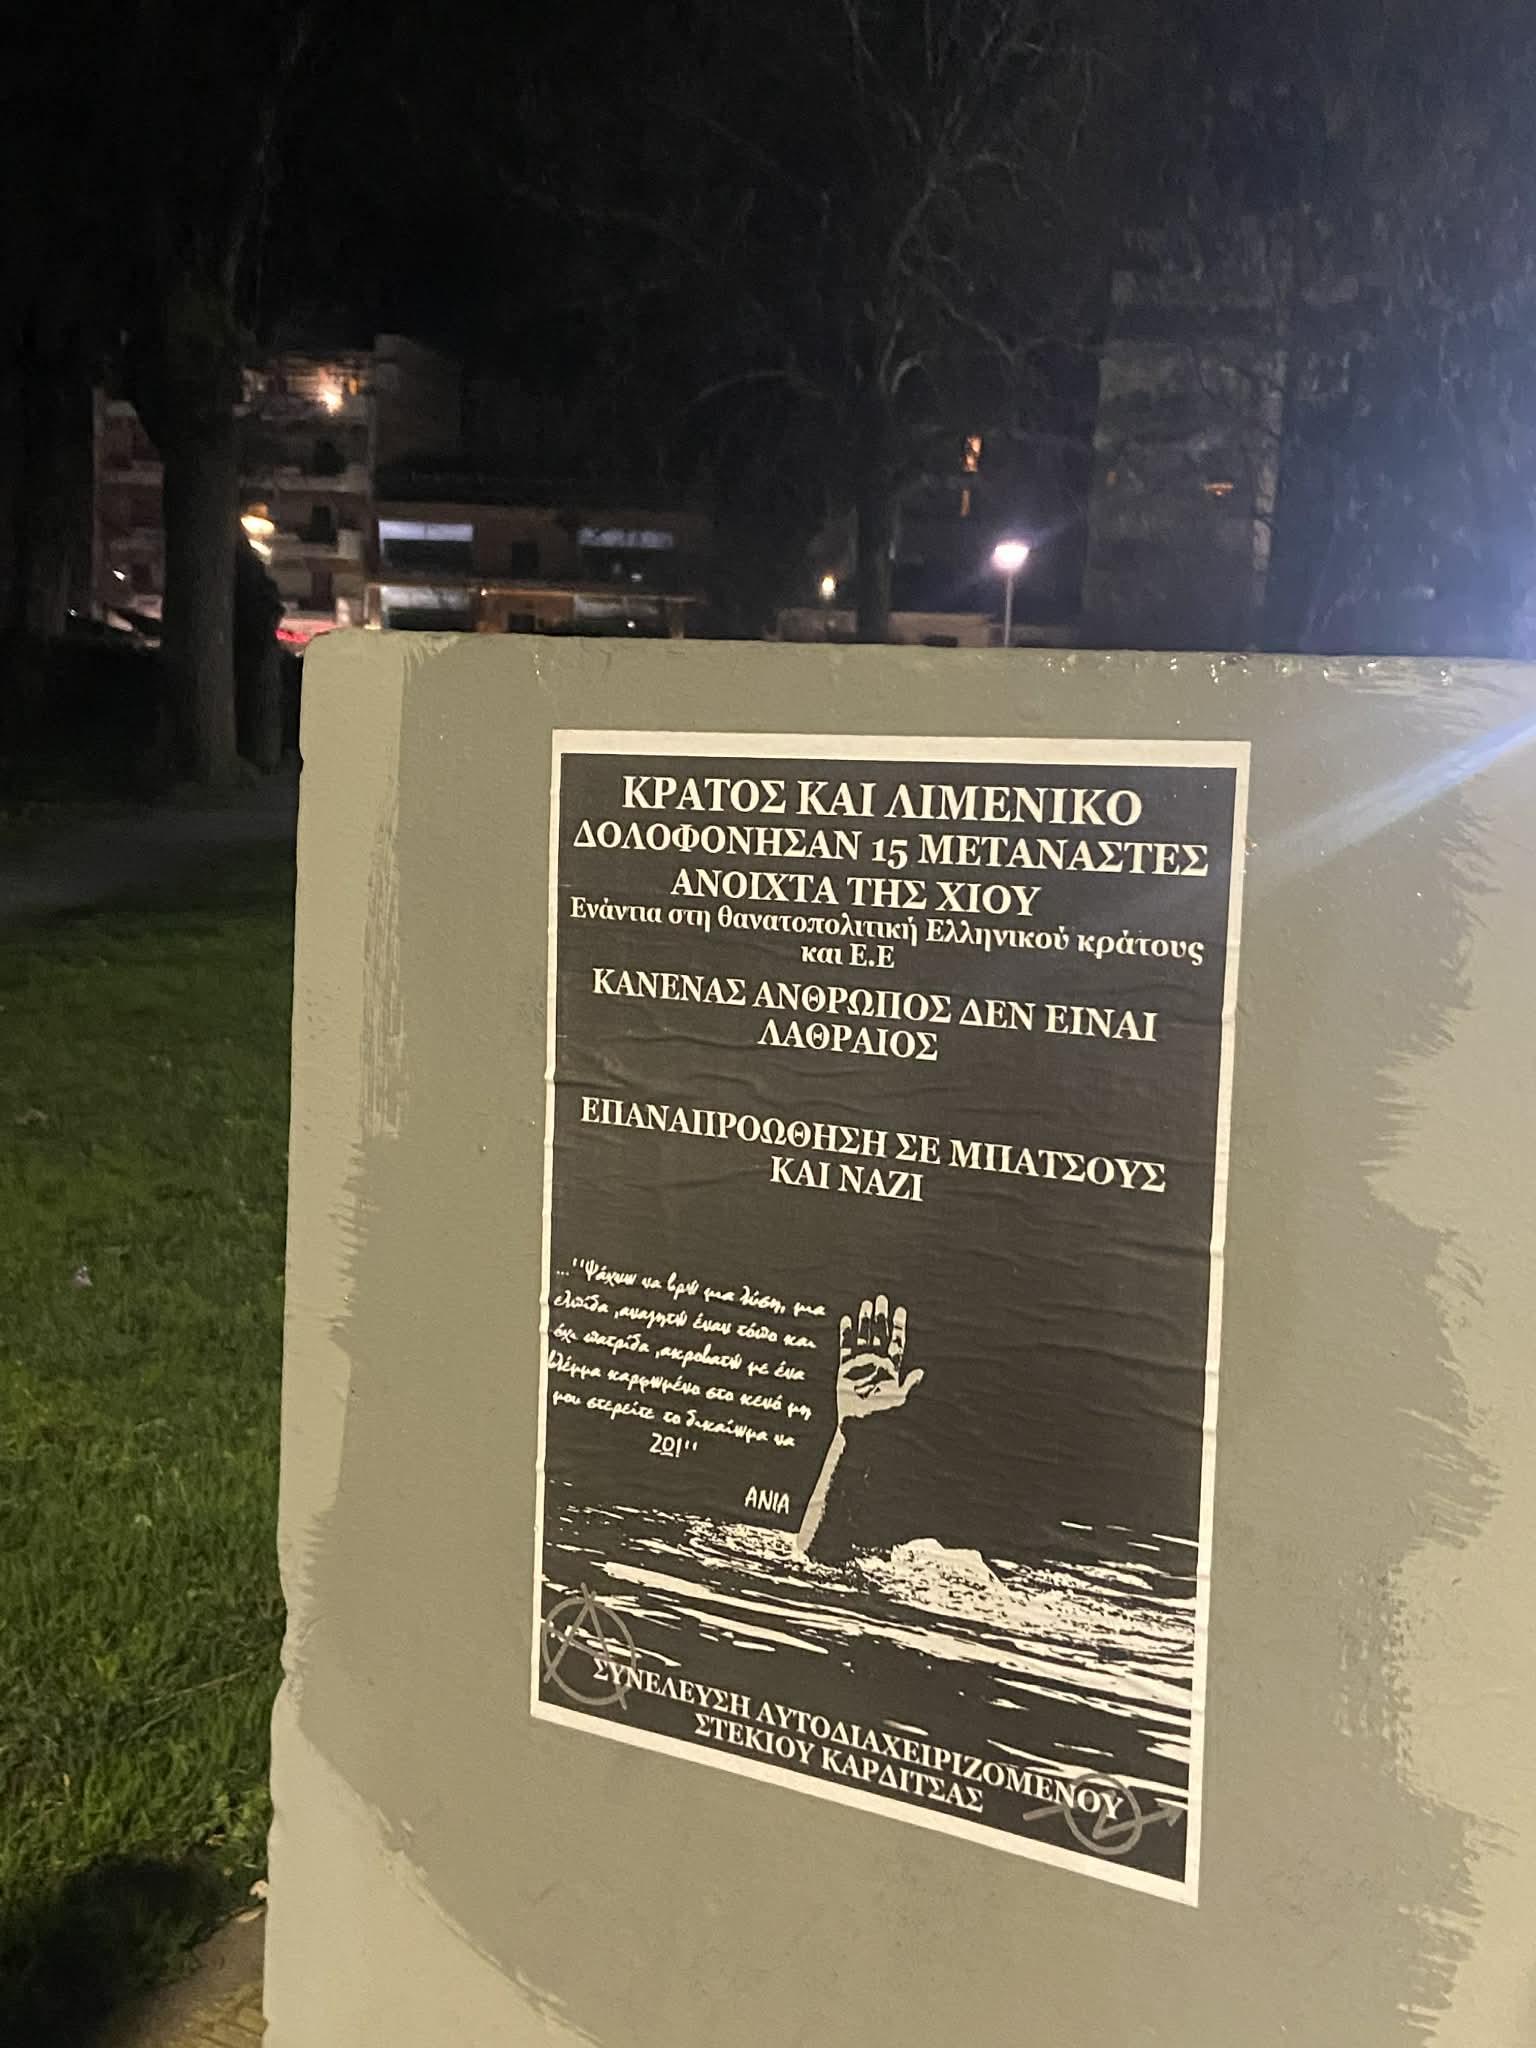 ΚΡΑΤΟΣ ΚΑΙ ΛΙΜΕΝΙΚΟ
ΔΟΛΟΦΟΝΗΣΑΝ 15 ΜΕΤΑΝΑΣΤΕΣ
ΑΝΟΙΧΤΑ ΤΗΣ ΧΙΟΥ
Ενάντια στη θανατοπολιτική Ελληνικού κράτους
και Ε.Ε
ΚΑΝΕΝΑΣ ΑΝΘΡΩΠΟΣ ΔΕΝ ΕΙΝΑΙ
ΛΑΘΡΑΙΟΣ
ΕΠΑΝΑΠΡΟΩΘΗΣΗ ΣΕ ΜΠΑΤΣΟΥΣ
ΚΑΙ ΝΑΖΙ
..."Ψάχνω να βρω μια λύση, μια
ελπίδα, αναζητώ έναν τόπο και
όχι πατρίδα, ακροβατώ με ένα
βλέμμα καρφωμένο στο κενό μη
μου στερείτε το δικαίωμα να
ΖΩ!"
ΑΝΙΑ
ΣΥΝΕΛΕΥΣΗ ΑΥΤΟΔΙΑΧΕΙΡΙΖΟΜΕΝΟΥ
ΣΤΕΚΙΟΥ ΚΑΡΔΙΤΣΑΣ